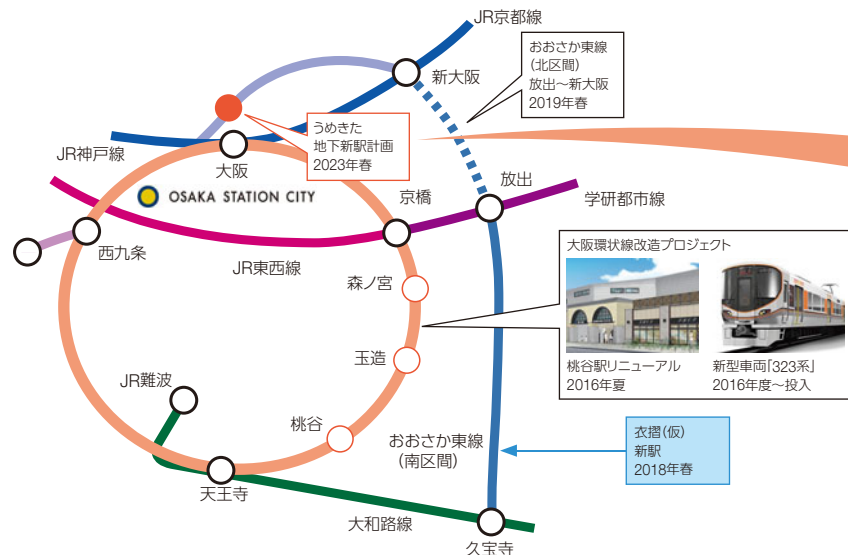 JR京都線
新大阪
おおさか東線
(北区間)
放出〜新大阪
2019年春
うめきた
地下新駅計画
2023年春
JR神戸線
大阪
OSAKA STATION CITY
京橋
放出
学研都市線
西九条
JR東西線
大阪環状線改造プロジェクト
森ノ宮
桃谷駅リニューアル
2016年夏
新型車両「323系」
2016年度〜投入
玉造
JR難波
桃谷
おおさか東線
(南区間)
衣摺(仮)
新駅
2018年春
天王寺
大和路線
久宝寺